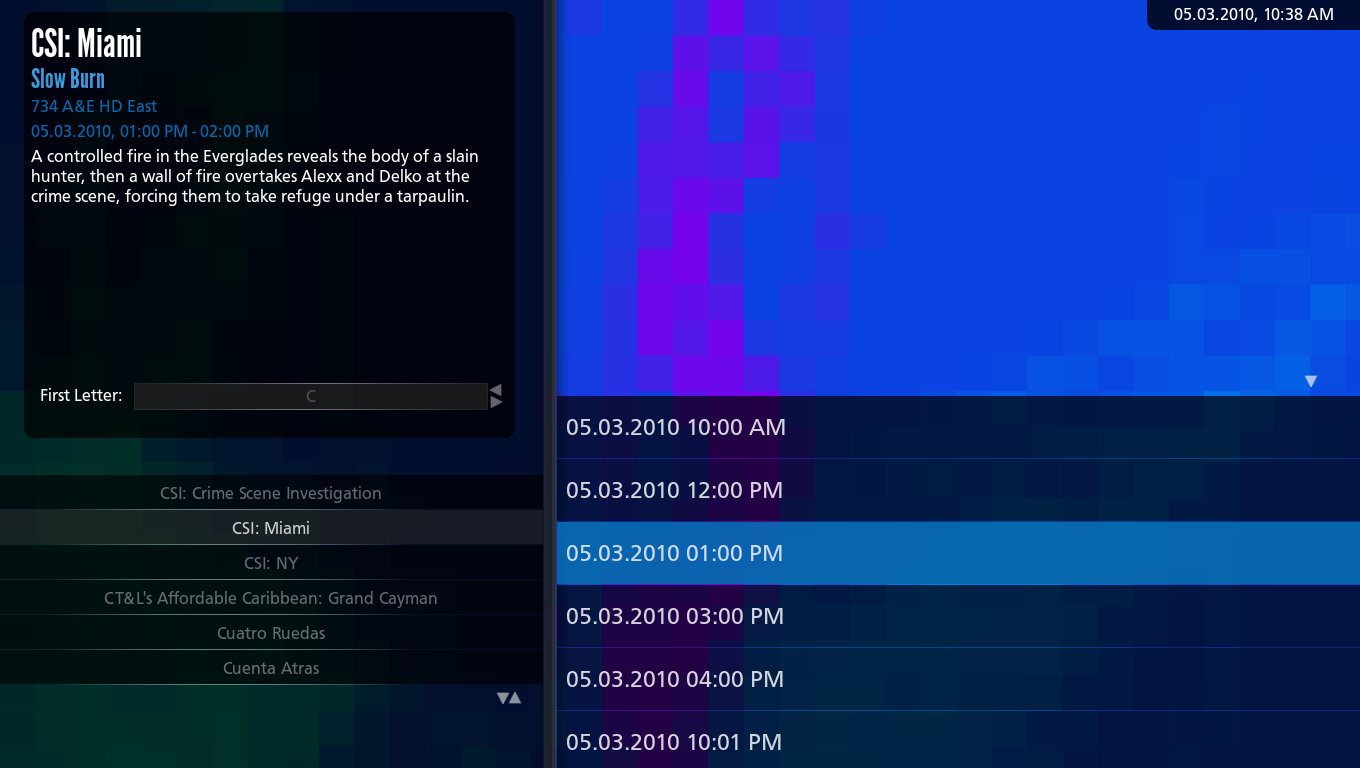 05.03.2010, 10:38 AM
CSI: Miami
Slow Burn
734 A&E HD East
05.03.2010, 01:00 PM - 02:00 PM
A controlled fire in the Everglades reveals the body of a slain
hunter, then a wall of fire overtakes Alexx and Delko at the
crime scene, forcing them to take refuge under a tarpaulin.
First Letter: C
CSI: Crime Scene Investigation
CSI: Miami
CSI: NY
CT&L's Affordable Caribbean: Grand Cayman
Cuatro Ruedas
Cuenta Atras
05.03.2010 10:00 AM
05.03.2010 12:00 PM
05.03.2010 01:00 PM
05.03.2010 03:00 PM
05.03.2010 04:00 PM
05.03.2010 10:01 PM